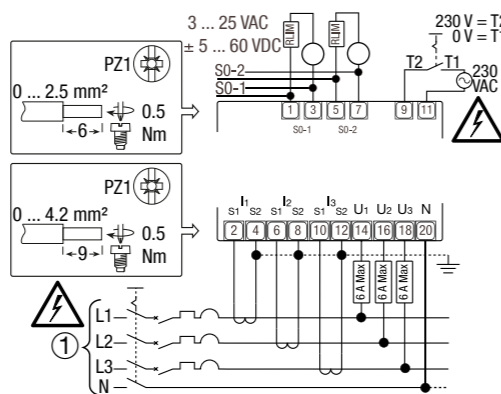 3 ... 25 VAC
± 5 ... 60 VDC
RLIM
RLIM
230 V = T2
0 V = T1
PZ1
0 ... 2.5 mm²
6
0.5
Nm
S0-2
S0-1
T2
T1
230
VAC
1 3 5 7 9 11
S0-1 S0-2
PZ1
0 ... 4.2 mm²
9
0.5
Nm
I1 I2 I3 U1 U2 U3 N
S1 S2 S1 S2 S1 S2
2 4 6 8 10 12 14 16 18 20
6 A Max
6 A Max
6 A Max
1
L1
L2
L3
N